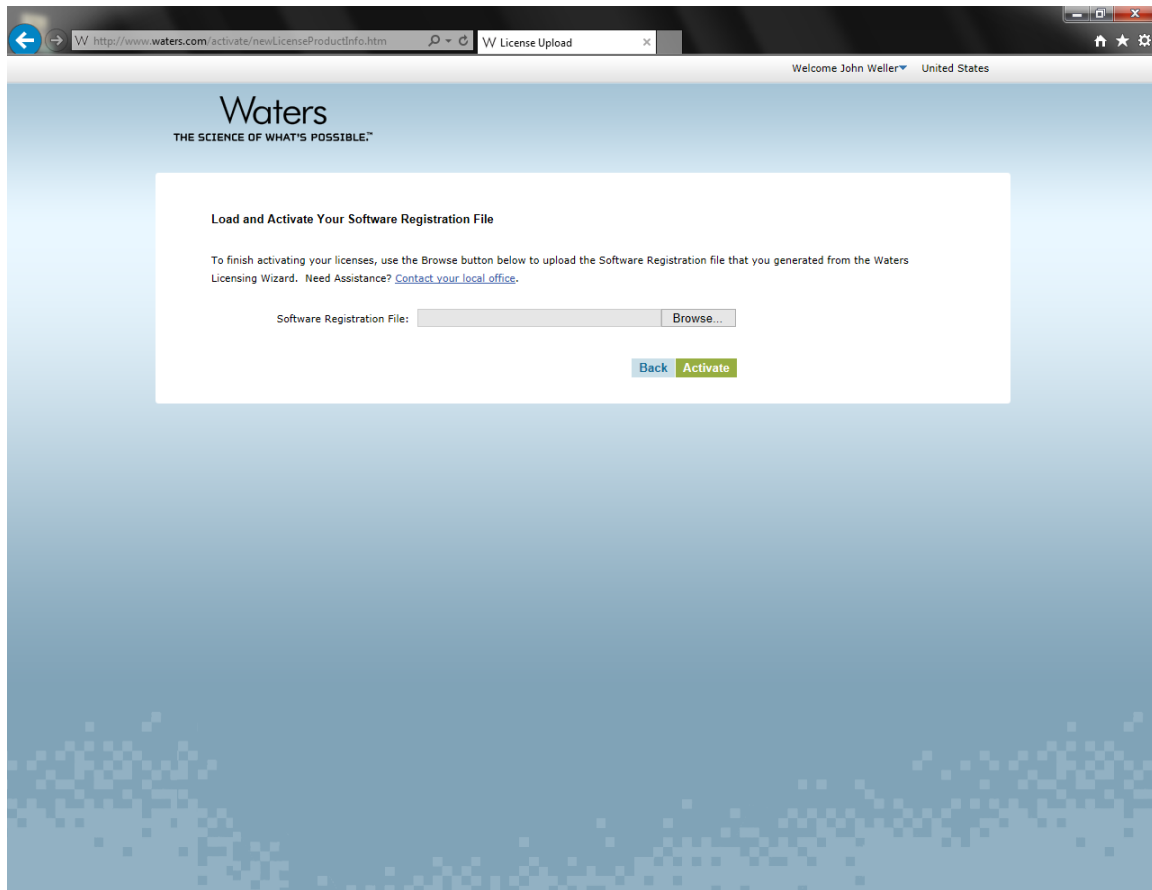 http://www.waters.com/activate/newLicenseProductInfo.htm
W License Upload
Welcome John Weller United States
Waters
THE SCIENCE OF WHAT'S POSSIBLE.™
Load and Activate Your Software Registration File
To finish activating your licenses, use the Browse button below to upload the Software Registration file that you generated from the Waters
Licensing Wizard. Need Assistance? Contact your local office.
Software Registration File: Browse...
Back Activate